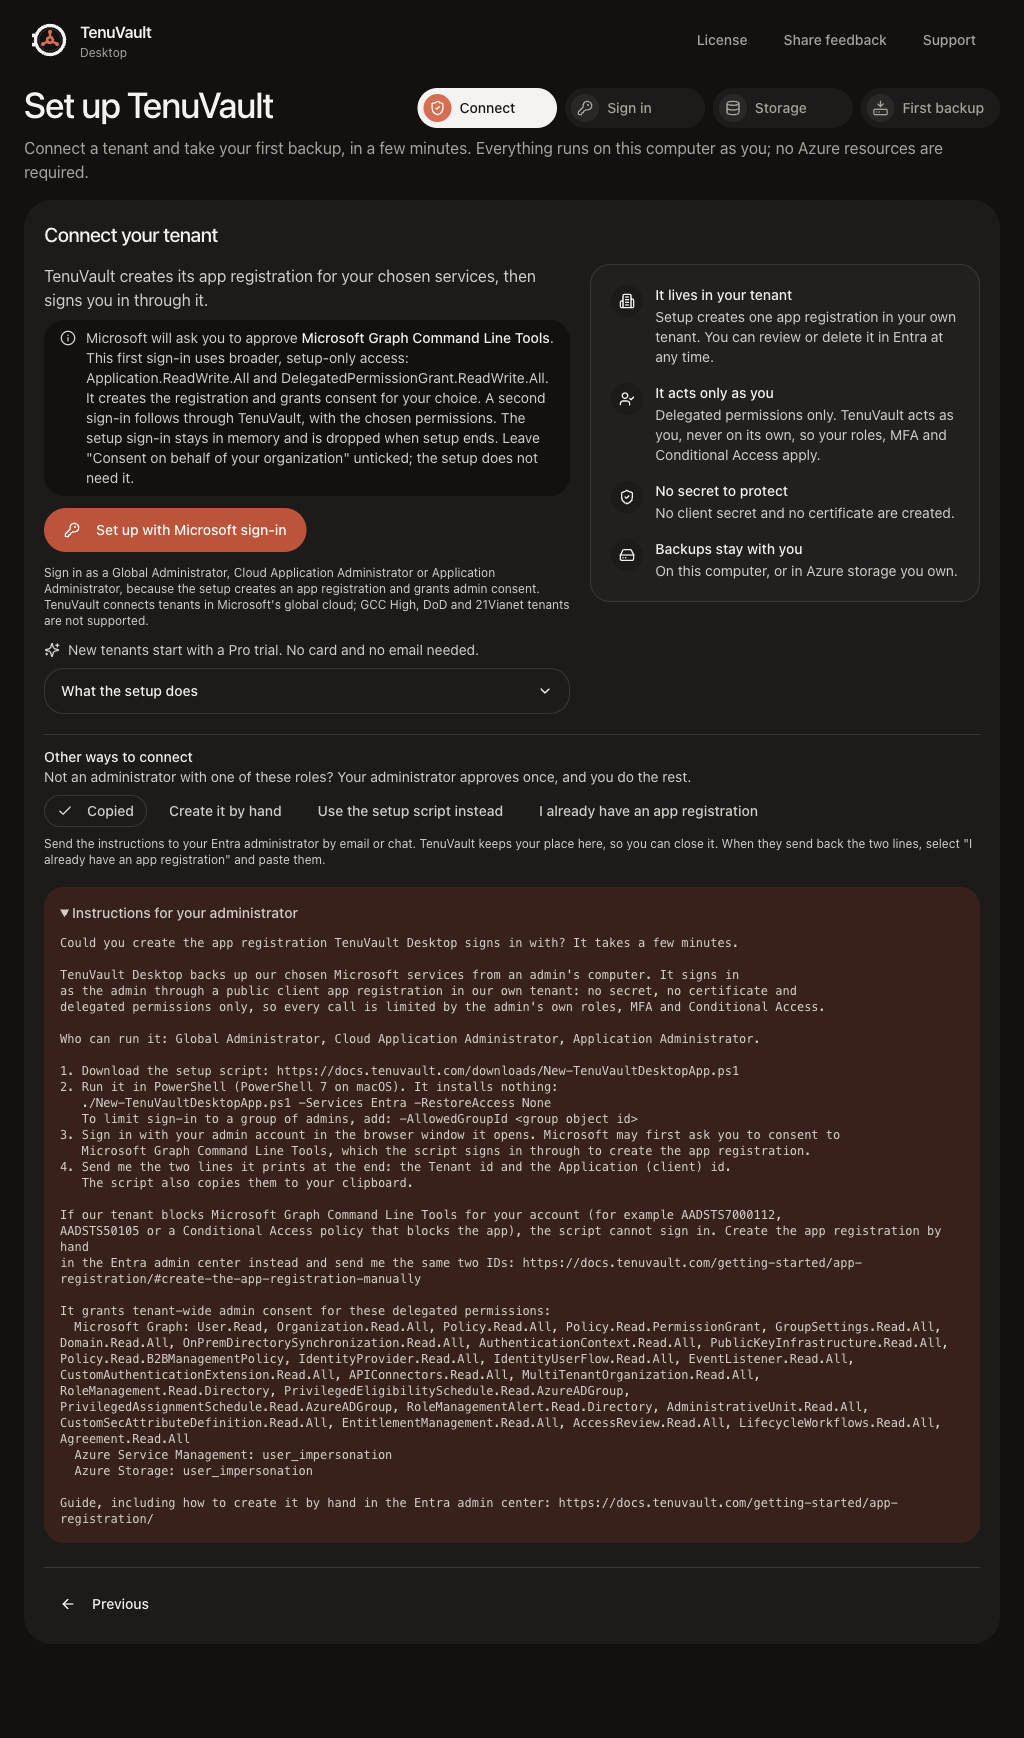 TenuVault
Desktop
License
Share feedback
Support
Set up TenuVault
Connect
Sign in
Storage
First backup
Connect a tenant and take your first backup, in a few minutes. Everything runs on this computer as you; no Azure resources are
required.
Connect your tenant
TenuVault creates its app registration for your chosen services, then
signs you in through it.
Microsoft will ask you to approve Microsoft Graph Command Line Tools.
This first sign-in uses broader, setup-only access:
Application.ReadWrite.All and DelegatedPermissionGrant.ReadWrite.All.
It creates the registration and grants consent for your choice. A second
sign-in follows through TenuVault, with the chosen permissions. The
setup sign-in stays in memory and is dropped when setup ends. Leave
"Consent on behalf of your organization" unticked; the setup does not
need it.
Set up with Microsoft sign-in
Sign in as a Global Administrator, Cloud Application Administrator or Application
Administrator, because the setup creates an app registration and grants admin consent.
TenuVault connects tenants in Microsoft's global cloud; GCC High, DoD and 21Vianet tenants
are not supported.
New tenants start with a Pro trial. No card and no email needed.
What the setup does
It lives in your tenant
Setup creates one app registration in your own
tenant. You can review or delete it in Entra at
any time.
It acts only as you
Delegated permissions only. TenuVault acts as
you, never on its own, so your roles, MFA and
Conditional Access apply.
No secret to protect
No client secret and no certificate are created.
Backups stay with you
On this computer, or in Azure storage you own.
Other ways to connect
Not an administrator with one of these roles? Your administrator approves once, and you do the rest.
Copied
Create it by hand
Use the setup script instead
I already have an app registration
Send the instructions to your Entra administrator by email or chat. TenuVault keeps your place here, so you can close it. When they send back the two lines, select "I
already have an app registration" and paste them.
▼ Instructions for your administrator
Could you create the app registration TenuVault Desktop signs in with? It takes a few minutes.
TenuVault Desktop backs up our chosen Microsoft services from an admin's computer. It signs in
as the admin through a public client app registration in our own tenant: no secret, no certificate and
delegated permissions only, so every call is limited by the admin's own roles, MFA and Conditional Access.
Who can run it: Global Administrator, Cloud Application Administrator, Application Administrator.
1. Download the setup script: https://docs.tenuvault.com/downloads/New-TenuVaultDesktopApp.ps1
2. Run it in PowerShell (PowerShell 7 on macOS). It installs nothing:
./New-TenuVaultDesktopApp.ps1 -Services Entra -RestoreAccess None
To limit sign-in to a group of admins, add: -AllowedGroupId <group object id>
3. Sign in with your admin account in the browser window it opens. Microsoft may first ask you to consent to
Microsoft Graph Command Line Tools, which the script signs in through to create the app registration.
4. Send me the two lines it prints at the end: the Tenant id and the Application (client) id.
The script also copies them to your clipboard.
If our tenant blocks Microsoft Graph Command Line Tools for your account (for example AADSTS7000112,
AADSTS50105 or a Conditional Access policy that blocks the app), the script cannot sign in. Create the app registration by
hand
in the Entra admin center instead and send me the same two IDs: https://docs.tenuvault.com/getting-started/app-
registration/#create-the-app-registration-manually
It grants tenant-wide admin consent for these delegated permissions:
Microsoft Graph: User.Read, Organization.Read.All, Policy.Read.All, Policy.Read.PermissionGrant, GroupSettings.Read.All,
Domain.Read.All, OnPremDirectorySynchronization.Read.All, AuthenticationContext.Read.All, PublicKeyInfrastructure.Read.All,
Policy.Read.B2BManagementPolicy, IdentityProvider.Read.All, IdentityUserFlow.Read.All, EventListener.Read.All,
CustomAuthenticationExtension.Read.All, APIConnectors.Read.All, MultiTenantOrganization.Read.All,
RoleManagement.Read.Directory, PrivilegedEligibilitySchedule.Read.AzureADGroup,
PrivilegedAssignmentSchedule.Read.AzureADGroup, RoleManagementAlert.Read.Directory, AdministrativeUnit.Read.All,
CustomSecAttributeDefinition.Read.All, EntitlementManagement.Read.All, AccessReview.Read.All, LifecycleWorkflows.Read.All,
Agreement.Read.All
Azure Service Management: user_impersonation
Azure Storage: user_impersonation
Guide, including how to create it by hand in the Entra admin center: https://docs.tenuvault.com/getting-started/app-
registration/
Previous